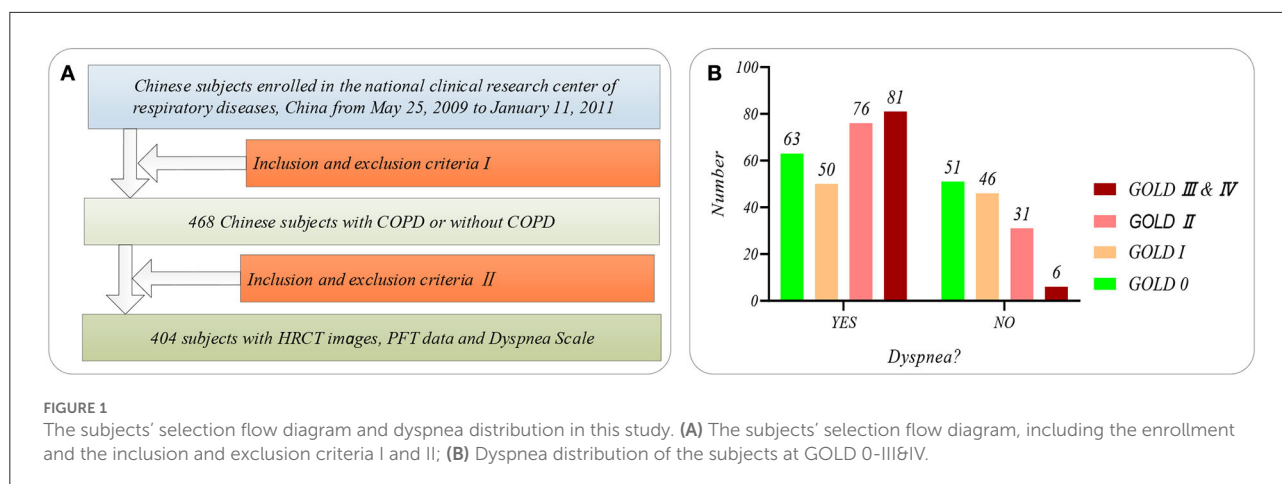 A
Chinese subjects enrolled in the national clinical research center of
respiratory diseases, China from May 25, 2009 to January 11, 2011
Inclusion and exclusion criteria I
468 Chinese subjects with COPD or without COPD
Inclusion and exclusion criteria II
404 subjects with HRCT images, PFT data and Dyspnea Scale
B
Number
100
80
60
40
20
0
63
50
76
81
51
46
31
6
YES
NO
Dyspnea?
GOLD III & IV
GOLD II
GOLD I
GOLD 0
FIGURE 1
The subjects' selection flow diagram and dyspnea distribution in this study. (A) The subjects' selection flow diagram, including the enrollment
and the inclusion and exclusion criteria I and II; (B) Dyspnea distribution of the subjects at GOLD 0-III&IV.